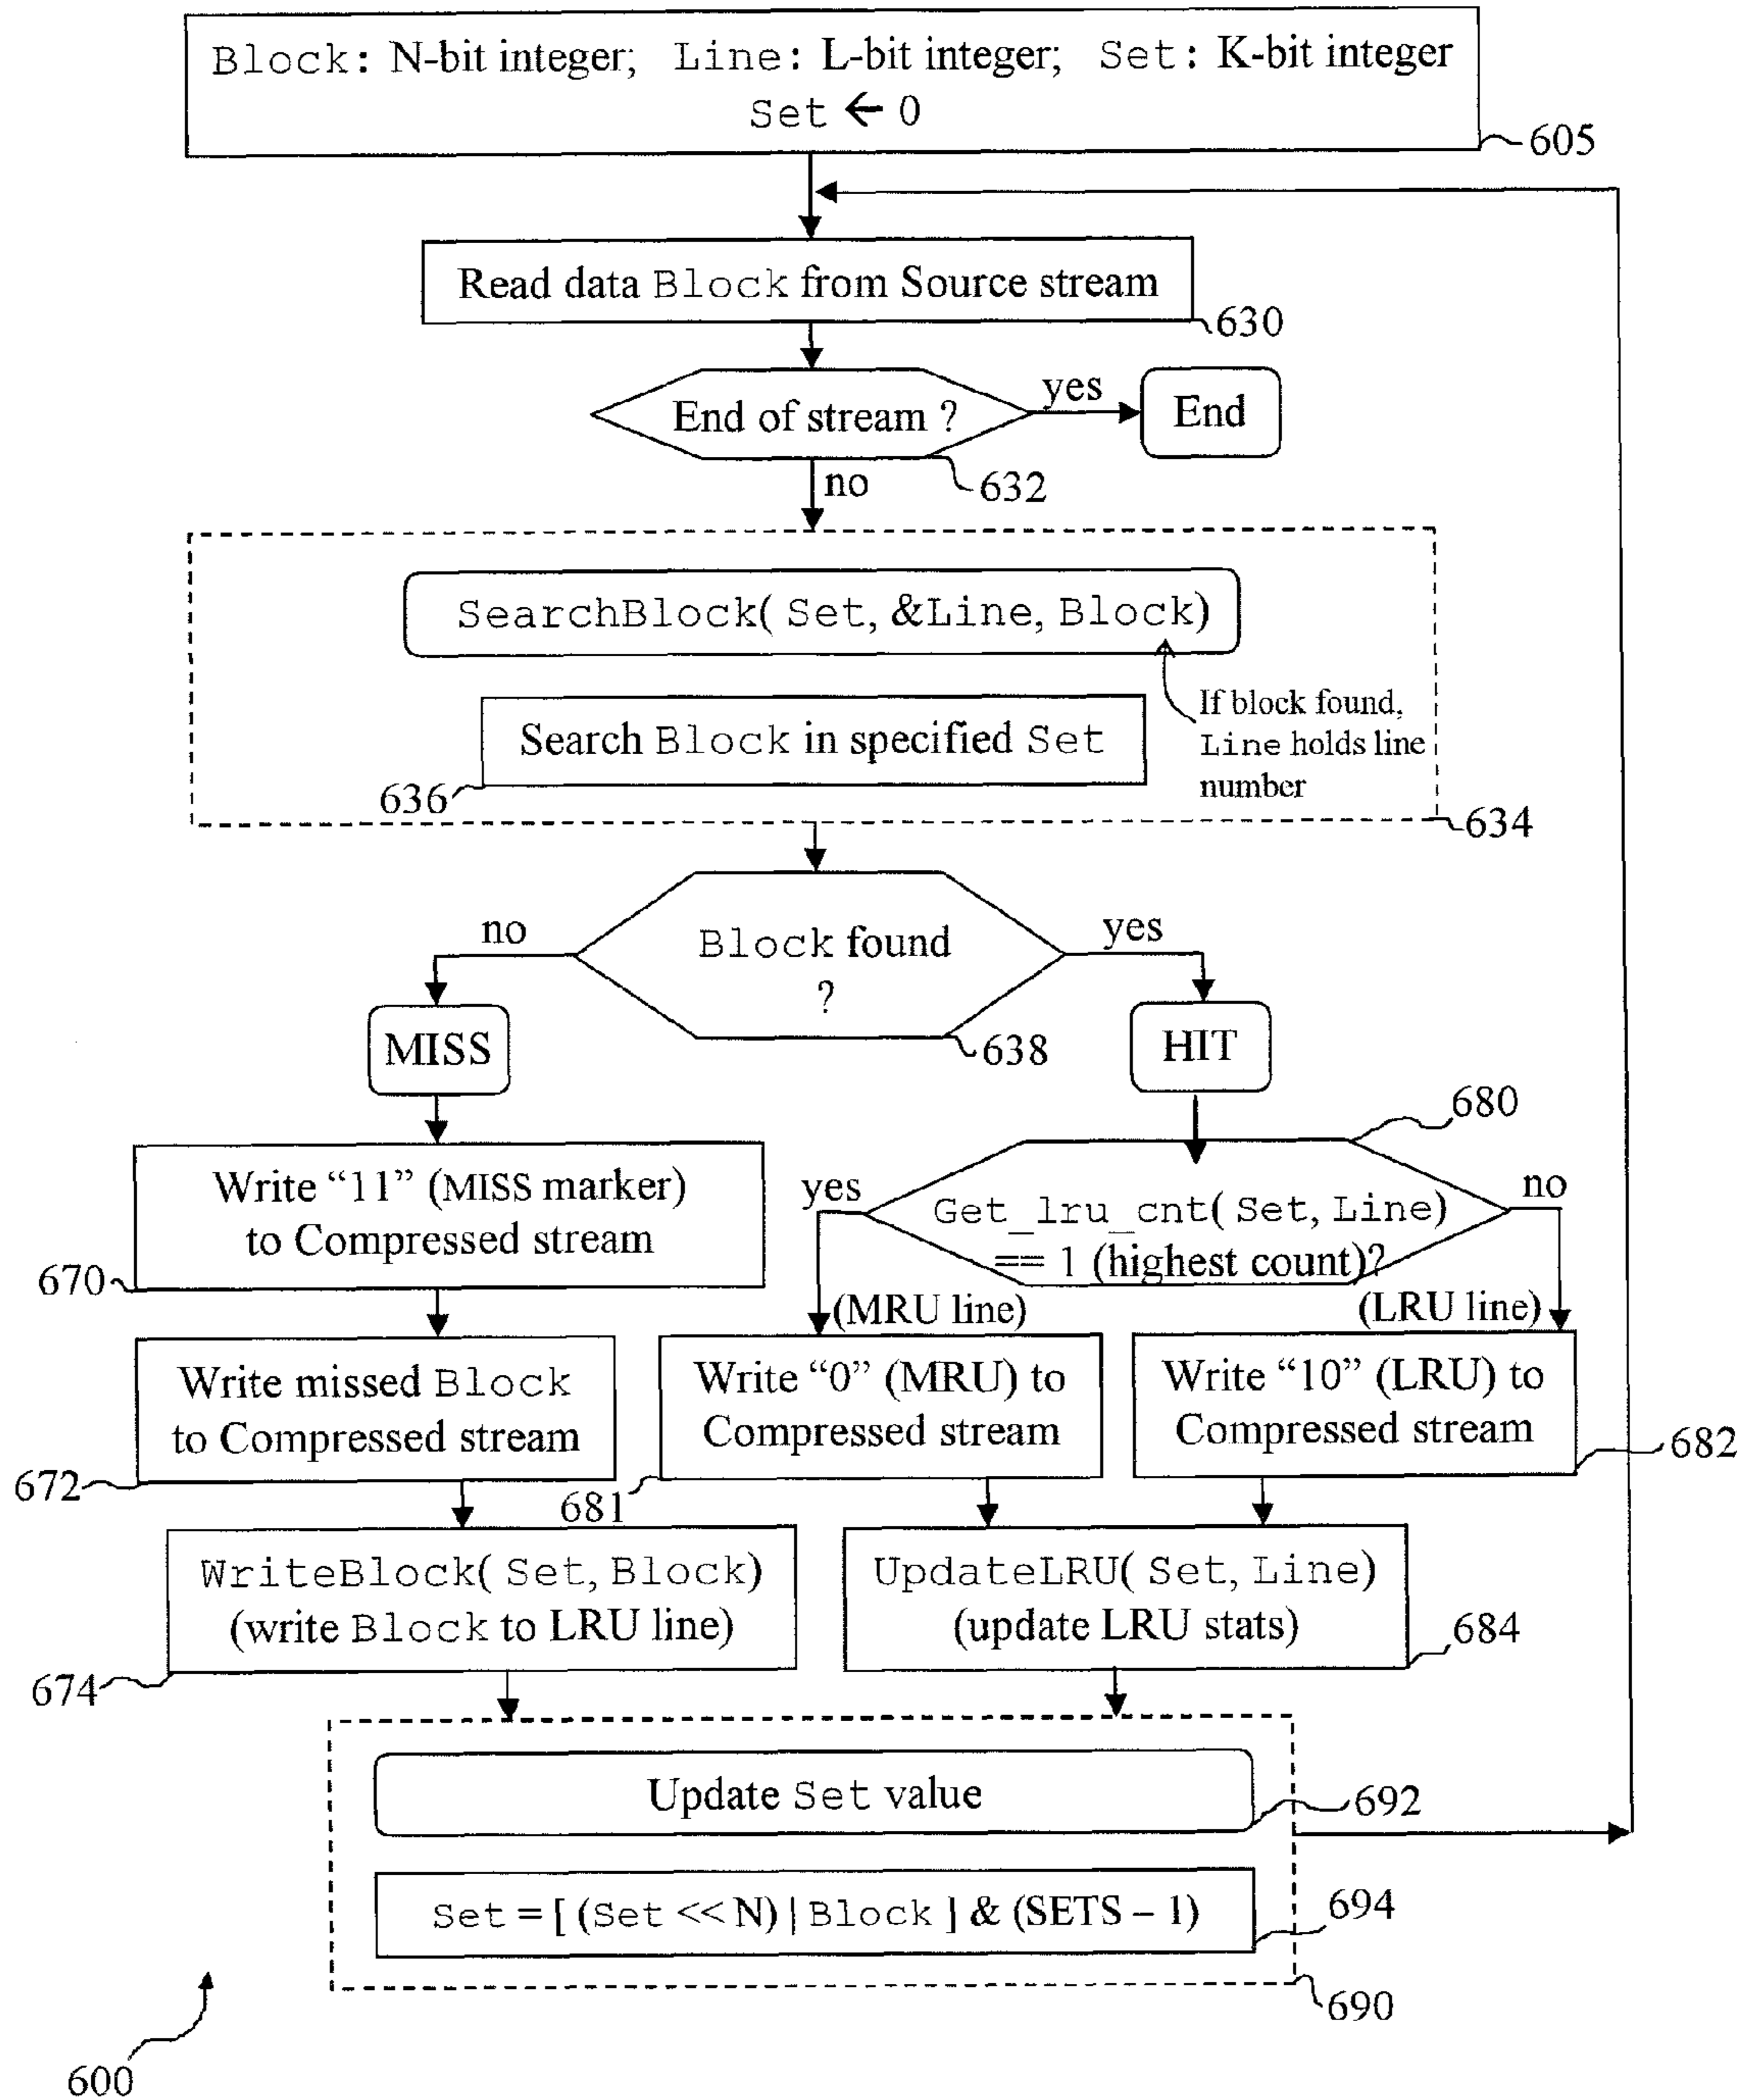 Block: N-bit integer; Line: L-bit integer; Set: K-bit integer
Set ← 0
605
Read data Block from Source stream
630
End of stream ?
yes
End
632
no
SearchBlock( Set, &Line, Block)
If block found,
Line holds line
number
Search Block in specified Set
636
634
no
Block found
?
yes
638
MISS
HIT
680
Write “11” (MISS marker)
to Compressed stream
670
yes
Get_lru_cnt( Set, Line)
== 1 (highest count)?
no
(MRU line)
(LRU line)
Write missed Block
to Compressed stream
672
Write “0” (MRU) to
Compressed stream
681
Write “10” (LRU) to
Compressed stream
682
WriteBlock( Set, Block)
(write Block to LRU line)
674
UpdateLRU( Set, Line)
(update LRU stats)
684
Update Set value
692
Set = [ (Set << N) | Block ] & (SETS – 1)
694
690
600